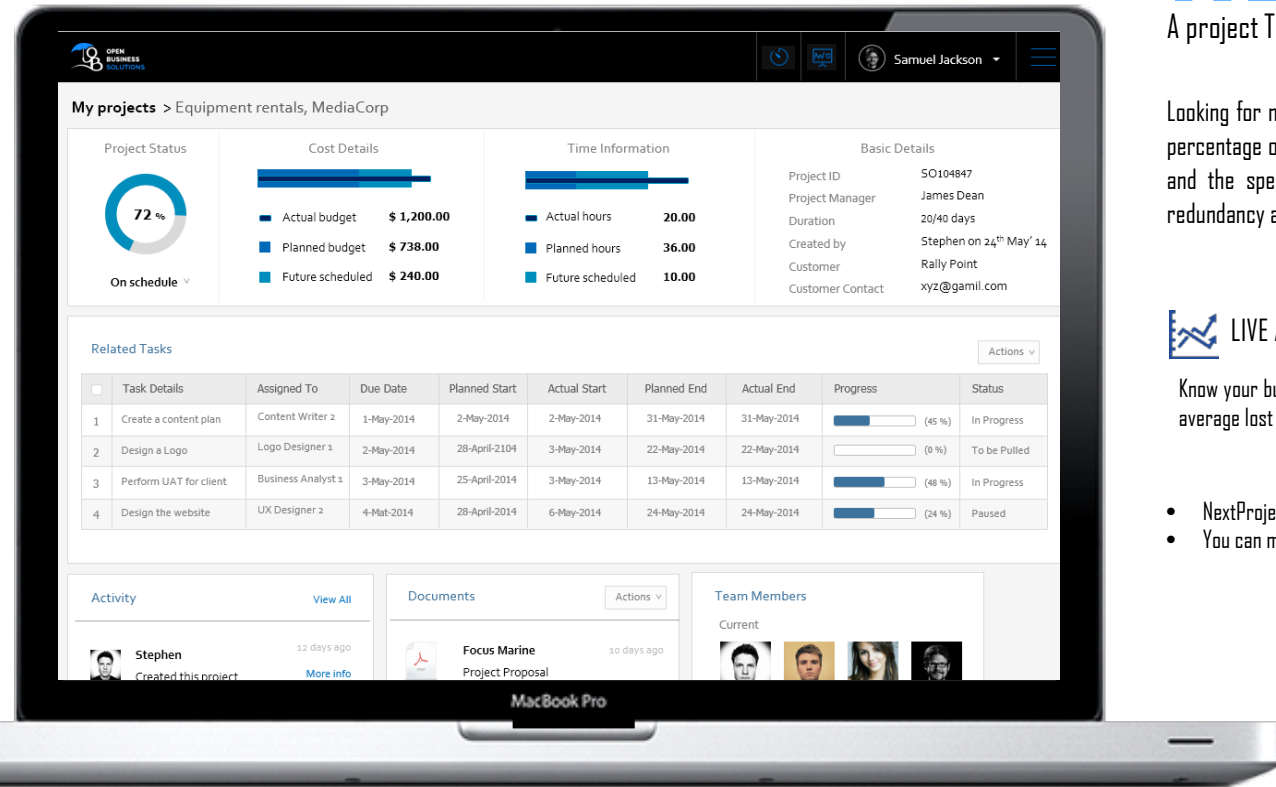 OPEN
BUSINESS
SOLUTIONS
Samuel Jackson
My projects > Equipment rentals, MediaCorp
Project Status
72 %
On schedule
Cost Details
Actual budget $ 1,200.00
Planned budget $ 738.00
Future scheduled $ 240.00
Time Information
Actual hours 20.00
Planned hours 36.00
Future scheduled 10.00
Basic Details
Project ID SO104847
Project Manager James Dean
Duration 20/40 days
Created by Stephen on 24th May' 14
Customer Rally Point
Customer Contact xyz@gamil.com
Related Tasks
Actions
Task Details Assigned To Due Date Planned Start Actual Start Planned End Actual End Progress Status
1 Create a content plan Content Writer 2 1-May-2014 2-May-2014 2-May-2014 31-May-2014 31-May-2014 (45 %) In Progress
2 Design a Logo Logo Designer 1 2-May-2014 28-April-2104 3-May-2014 22-May-2014 22-May-2014 (0 %) To be Pulled
3 Perform UAT for client Business Analyst 1 3-May-2014 25-April-2014 3-May-2014 13-May-2014 13-May-2014 (48 %) In Progress
4 Design the website UX Designer 2 4-Mat-2014 28-April-2014 6-May-2014 24-May-2014 24-May-2014 (24 %) Paused
Activity View All
Stephen 12 days ago
Created this project More info
Documents Actions
PDF
Focus Marine 10 days ago
Project Proposal
Team Members
Current
MacBook Pro
A project T
Looking for
percentage
and the spe
redundancy
LIVE
Know your bu
average lost
• NextProje
• You can m